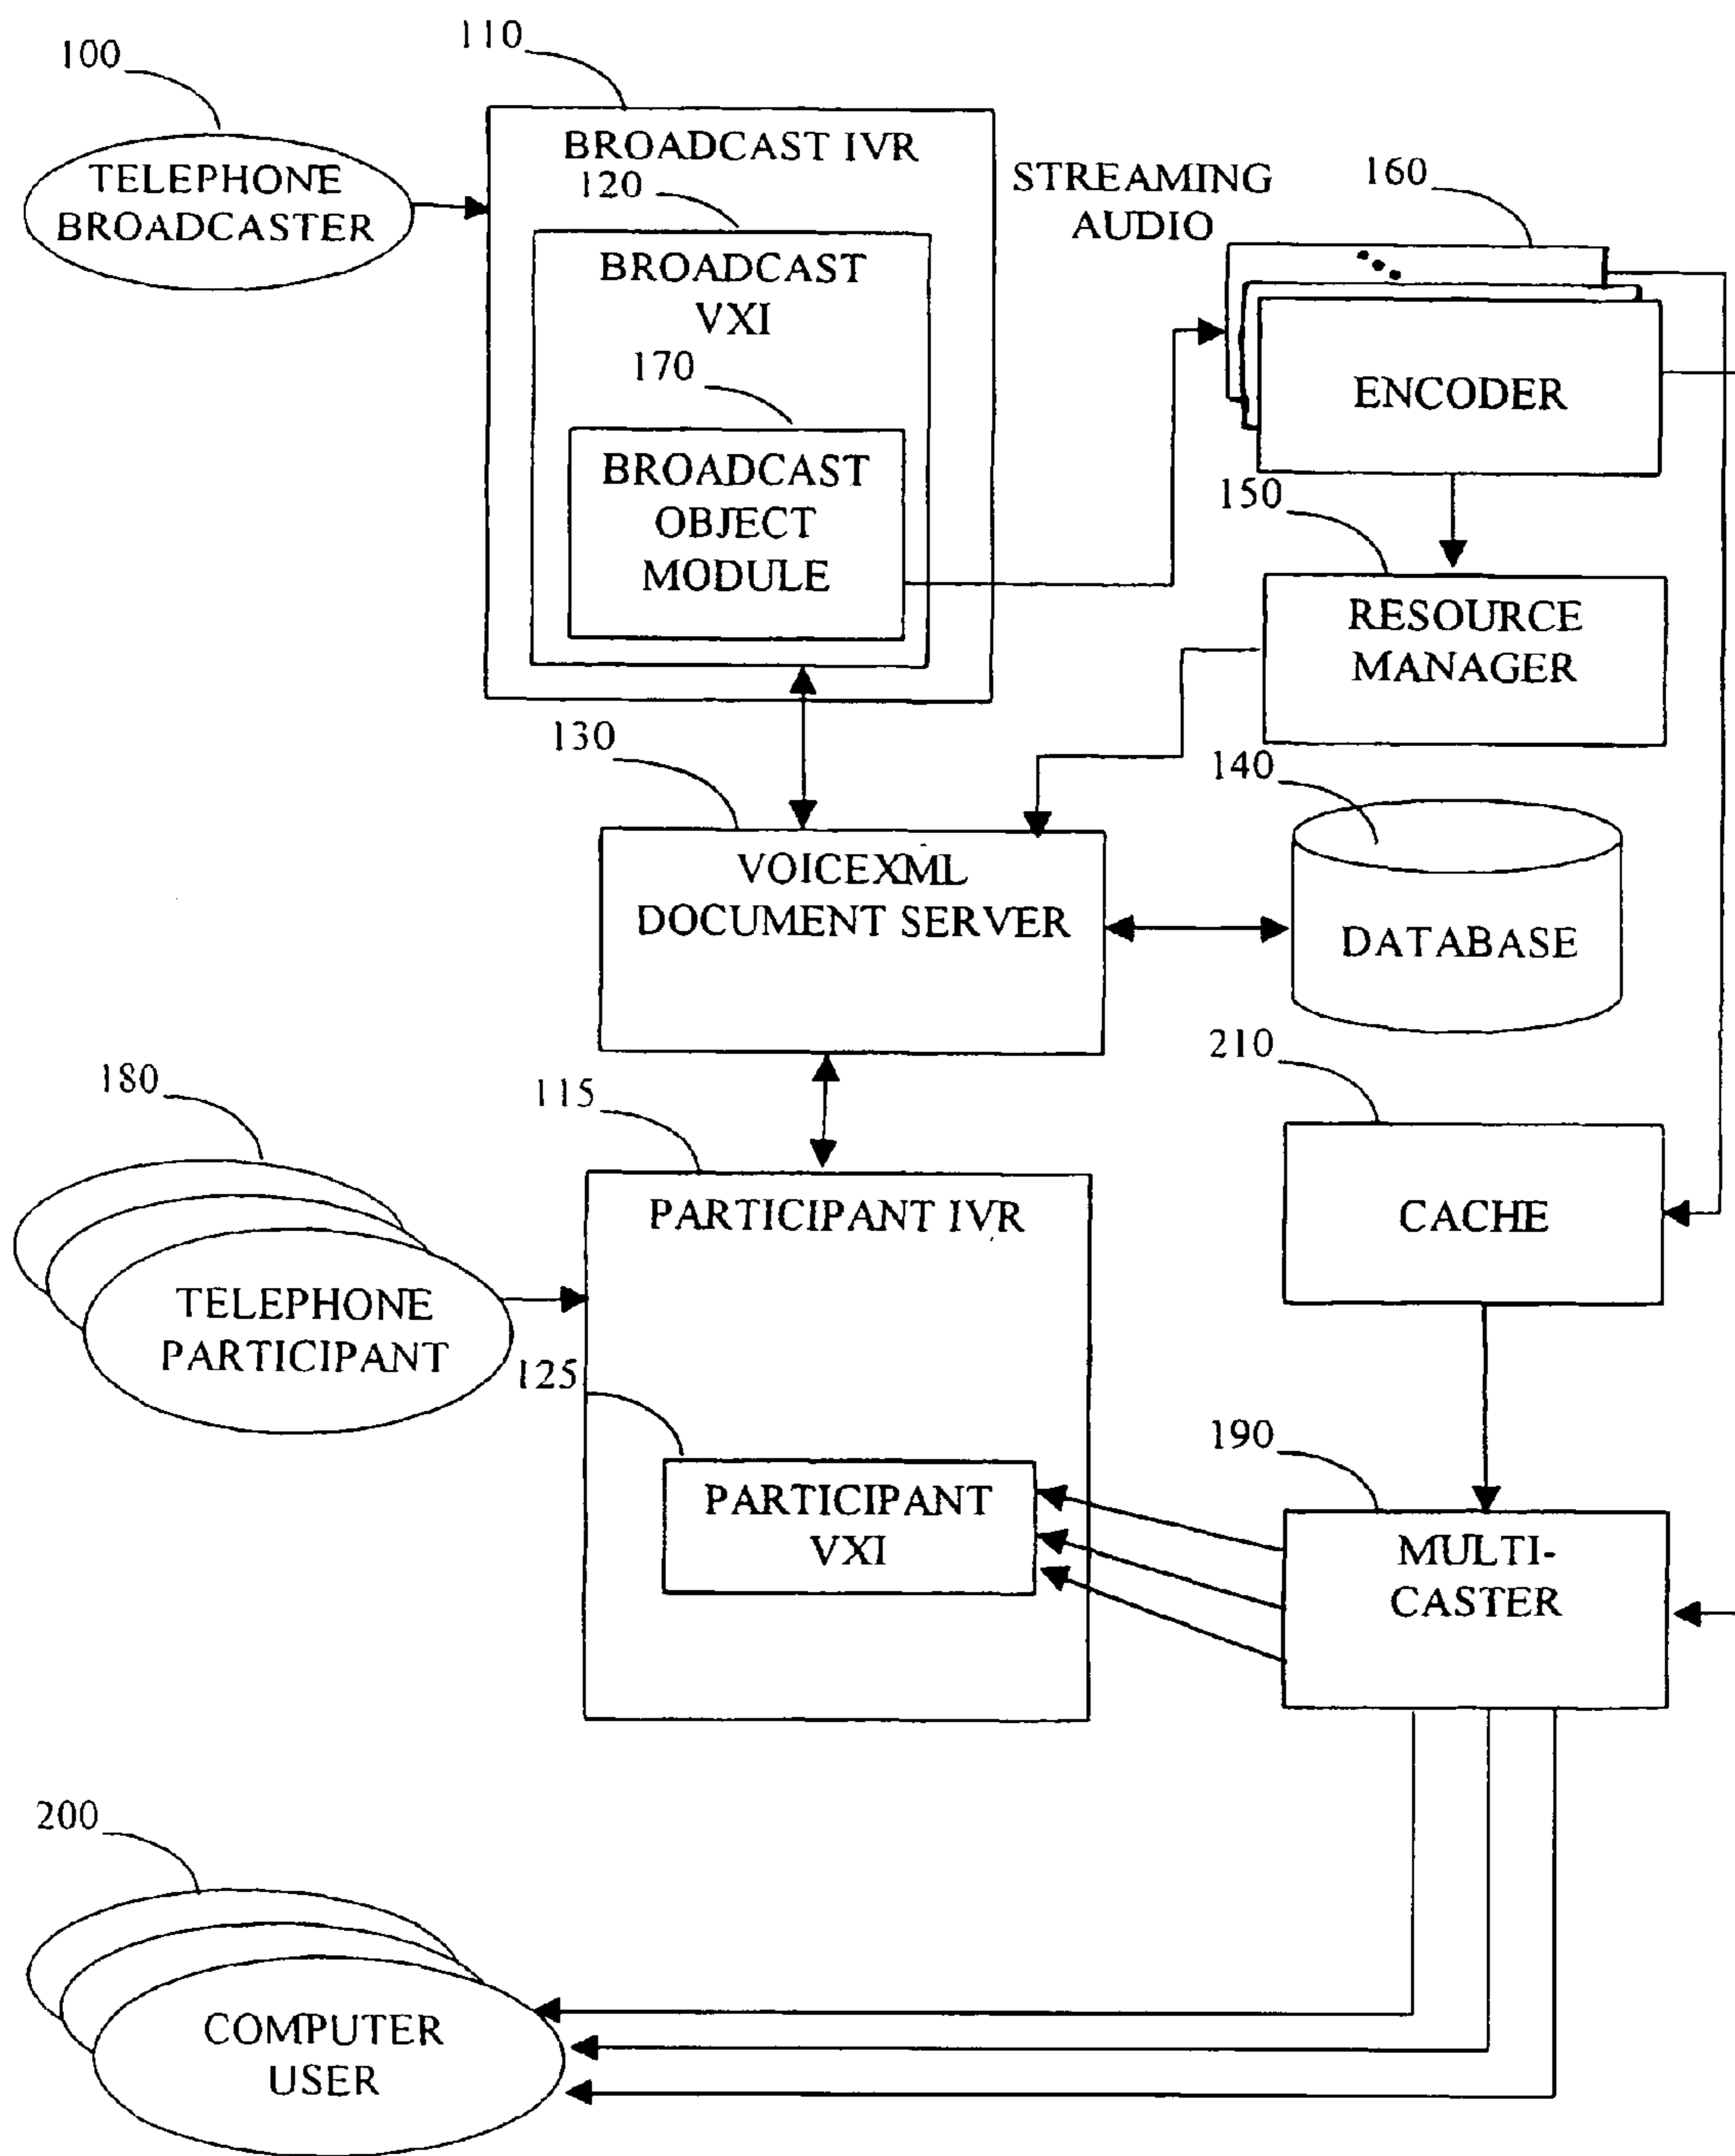 100
TELEPHONE
BROADCASTER
110
BROADCAST IVR
120
BROADCAST
VXI
170
BROADCAST
OBJECT
MODULE
STREAMING
AUDIO
160
ENCODER
150
RESOURCE
MANAGER
130
VOICEXML
DOCUMENT SERVER
140
DATABASE
180
TELEPHONE
PARTICIPANT
115
PARTICIPANT IVR
125
PARTICIPANT
VXI
210
CACHE
190
MULTI-
CASTER
200
COMPUTER
USER